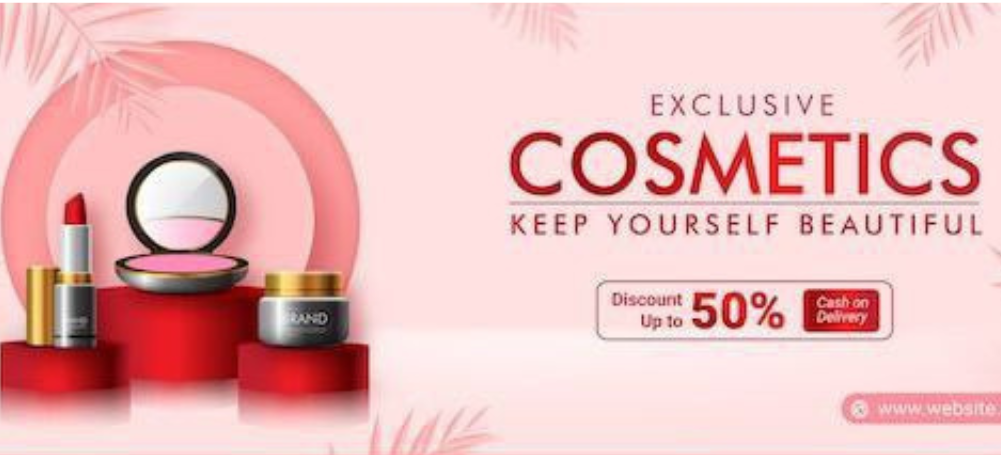 EXCLUSIVE
COSMETICS
KEEP YOURSELF BEAUTIFUL
Discount
Up to
50%
Cash on
Delivery
www.website.